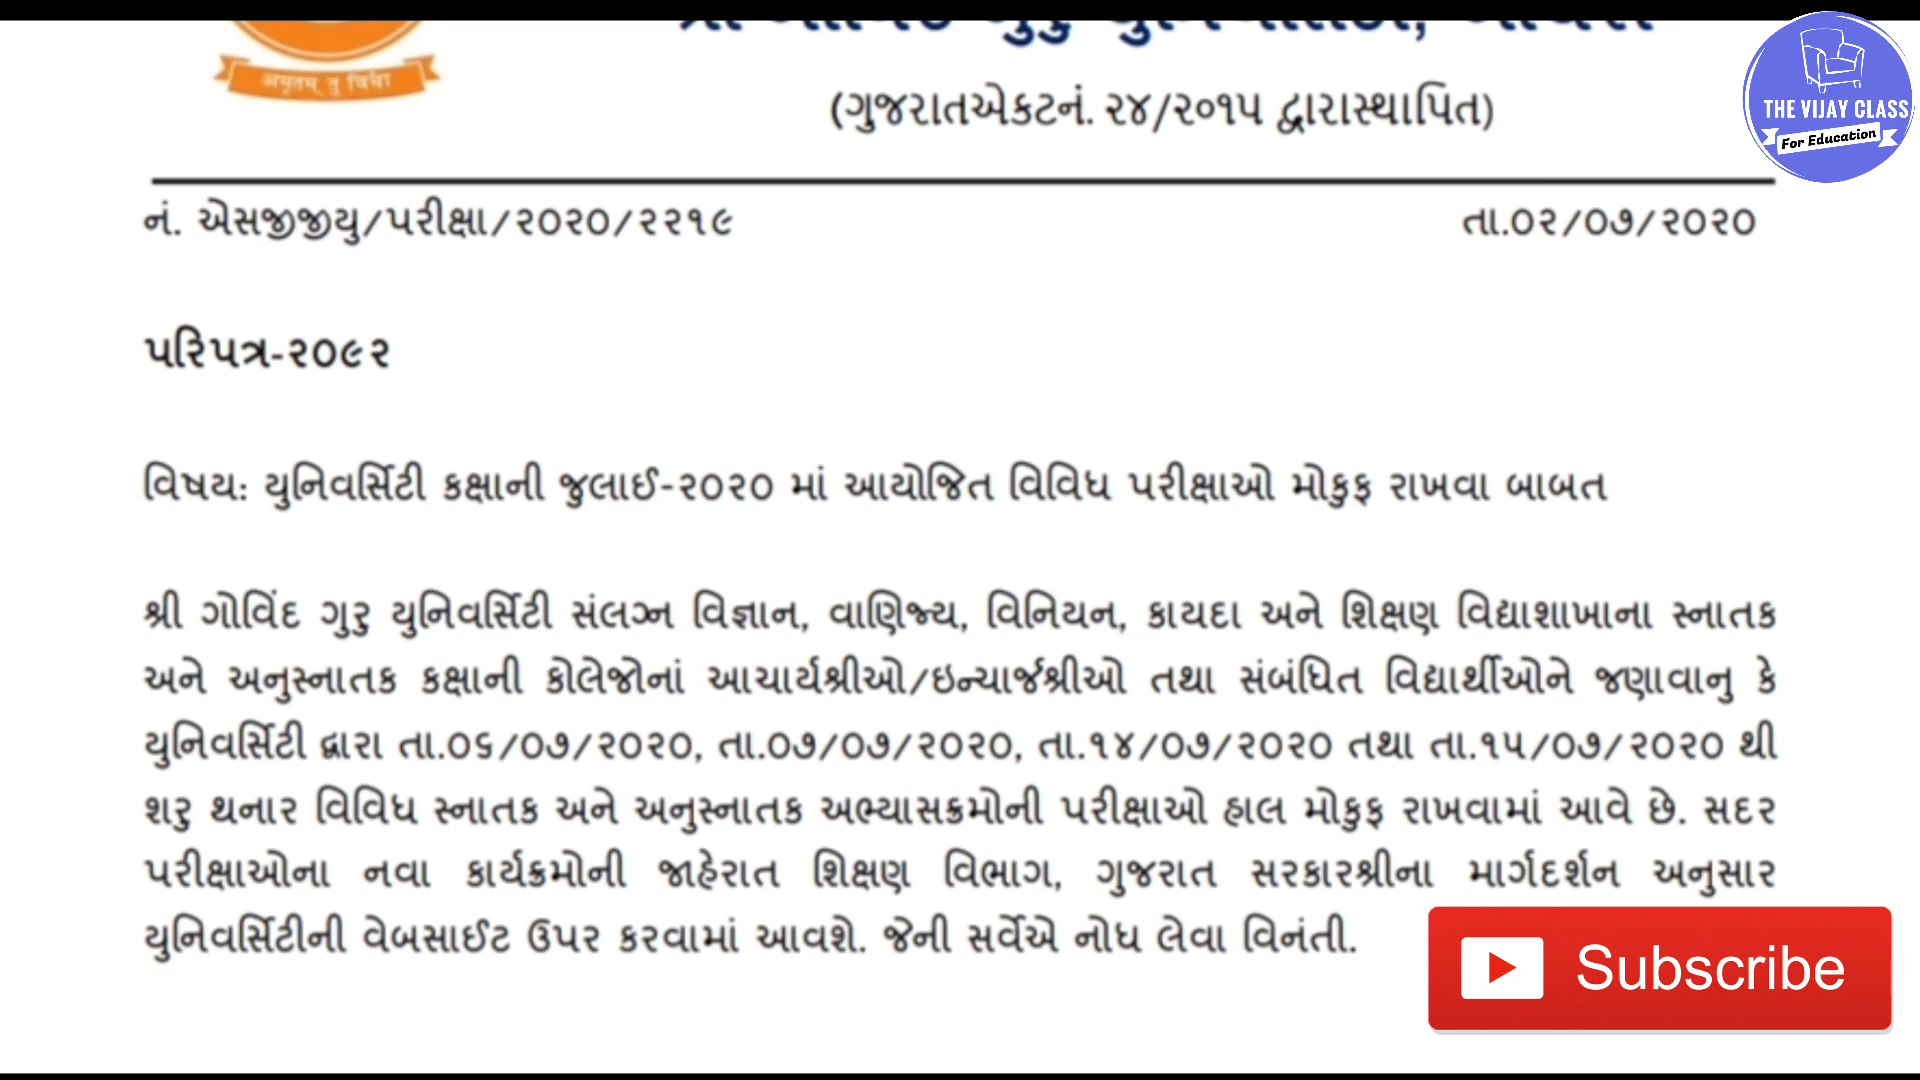 अमृतम् तु विद्या
(ગુજરાતએકટનં. ૨૪/૨૦૧૫ દ્વારાસ્થાપિત)
THE VIJAY CLASS
For Education
નં. એસજીજીયુ/પરીક્ષા/૨૦૨૦/૨૨૧૯
તા.૦૨/૦૭/૨૦૨૦
પરિપત્ર-૨૦૯૨
વિષય: યુનિવર્સિટી કક્ષાની જુલાઈ-૨૦૨૦ માં આયોજિત વિવિધ પરીક્ષાઓ મોકુફ રાખવા બાબત
શ્રી ગોવિંદ ગુરુ યુનિવર્સિટી સંલગ્ન વિજ્ઞાન, વાણિજ્ય, વિનિયન, કાયદા અને શિક્ષણ વિદ્યાશાખાના સ્નાતક
અને અનુસ્નાતક કક્ષાની કોલેજોનાં આચાર્યશ્રીઓ/ઇન્ચાર્જશ્રીઓ તથા સંબંધિત વિદ્યાર્થીઓને જણાવાનુ કે
યુનિવર્સિટી દ્વારા તા.૦૬/૦૭/૨૦૨૦, તા.૦૭/૦૭/૨૦૨૦, તા.૧૪/૦૭/૨૦૨૦ તથા તા.૧૫/૦૭/૨૦૨૦ થી
શરુ થનાર વિવિધ સ્નાતક અને અનુસ્નાતક અભ્યાસક્રમોની પરીક્ષાઓ હાલ મોકુફ રાખવામાં આવે છે. સદર
પરીક્ષાઓના નવા કાર્યક્રમોની જાહેરાત શિક્ષણ વિભાગ, ગુજરાત સરકારશ્રીના માર્ગદર્શન અનુસાર
યુનિવર્સિટીની વેબસાઈટ ઉપર કરવામાં આવશે. જેની સર્વેએ નોધ લેવા વિનંતી.
Subscribe